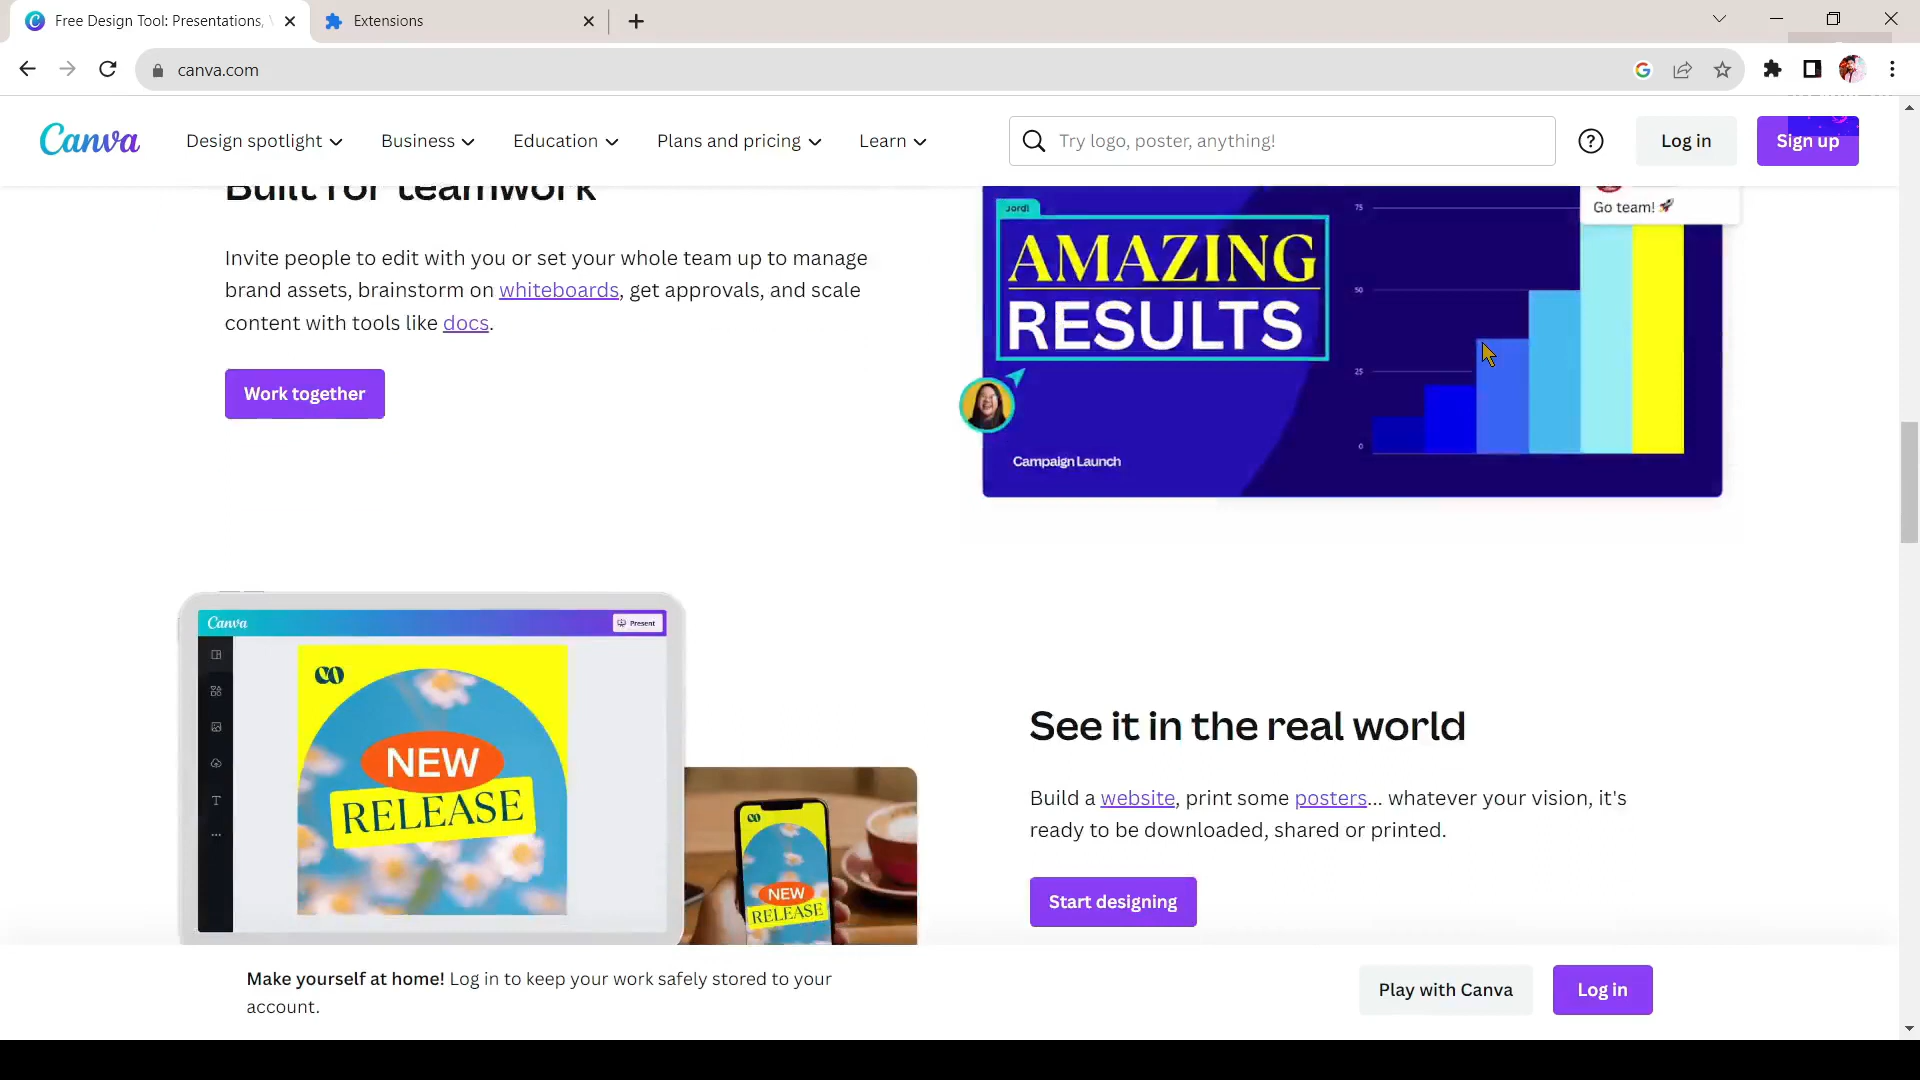 Free Design Tool: Presentations,
Extensions
canva.com
Canva
Design spotlight
Business
Education
Plans and pricing
Learn
Try logo, poster, anything!
Log in
Sign up
Built for teamwork
Invite people to edit with you or set your whole team up to manage
brand assets, brainstorm on whiteboards, get approvals, and scale
content with tools like docs.
Work together
Jordi
Go team! 🚀
AMAZING
RESULTS
75
50
25
0
Campaign Launch
Canva
Present
CO
NEW
RELEASE
CO
NEW
RELEASE
See it in the real world
Build a website, print some posters... whatever your vision, it's
ready to be downloaded, shared or printed.
Start designing
Make yourself at home! Log in to keep your work safely stored to your
account.
Play with Canva
Log in